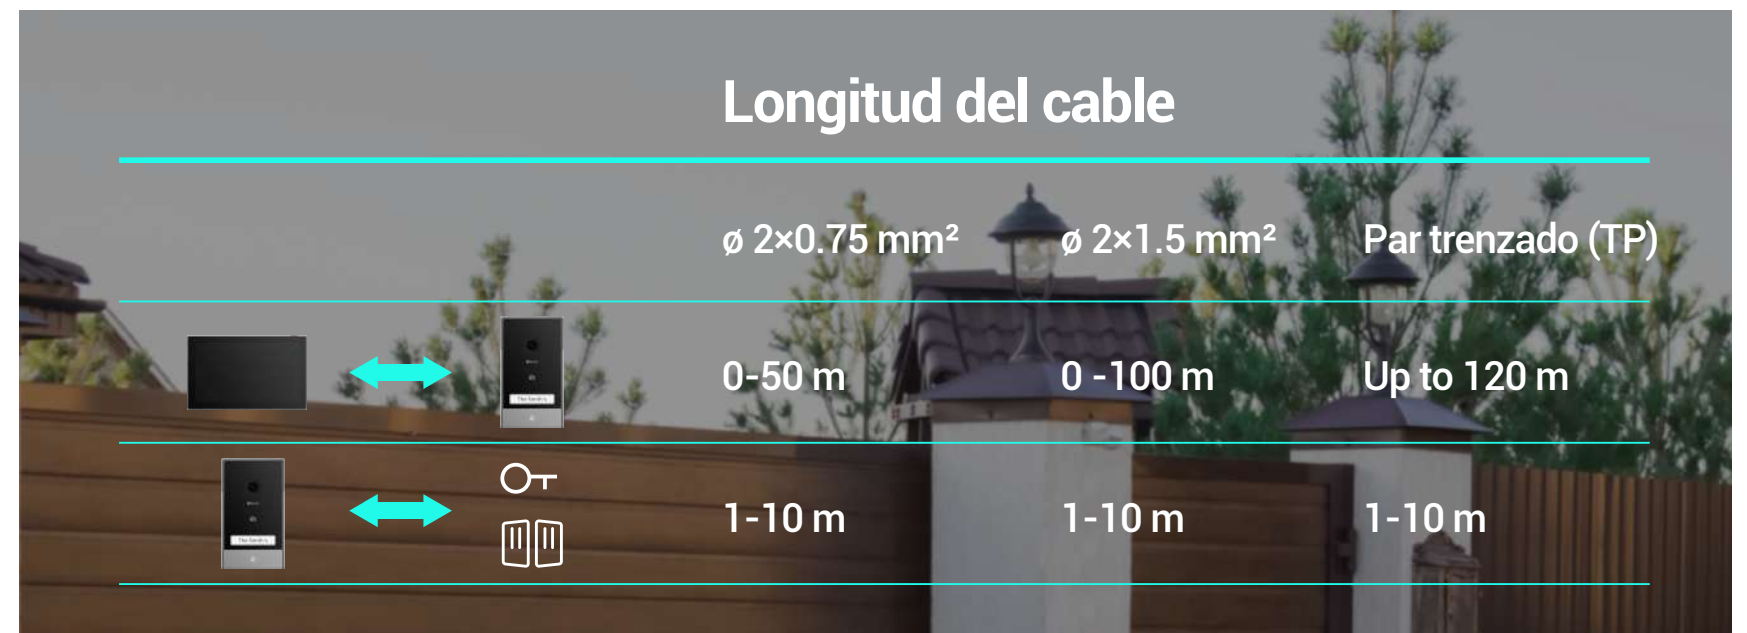 Longitud del cable
ø 2×0.75 mm² ø 2×1.5 mm² Par trenzado (TP)
0-50 m 0 -100 m Up to 120 m
1-10 m 1-10 m 1-10 m